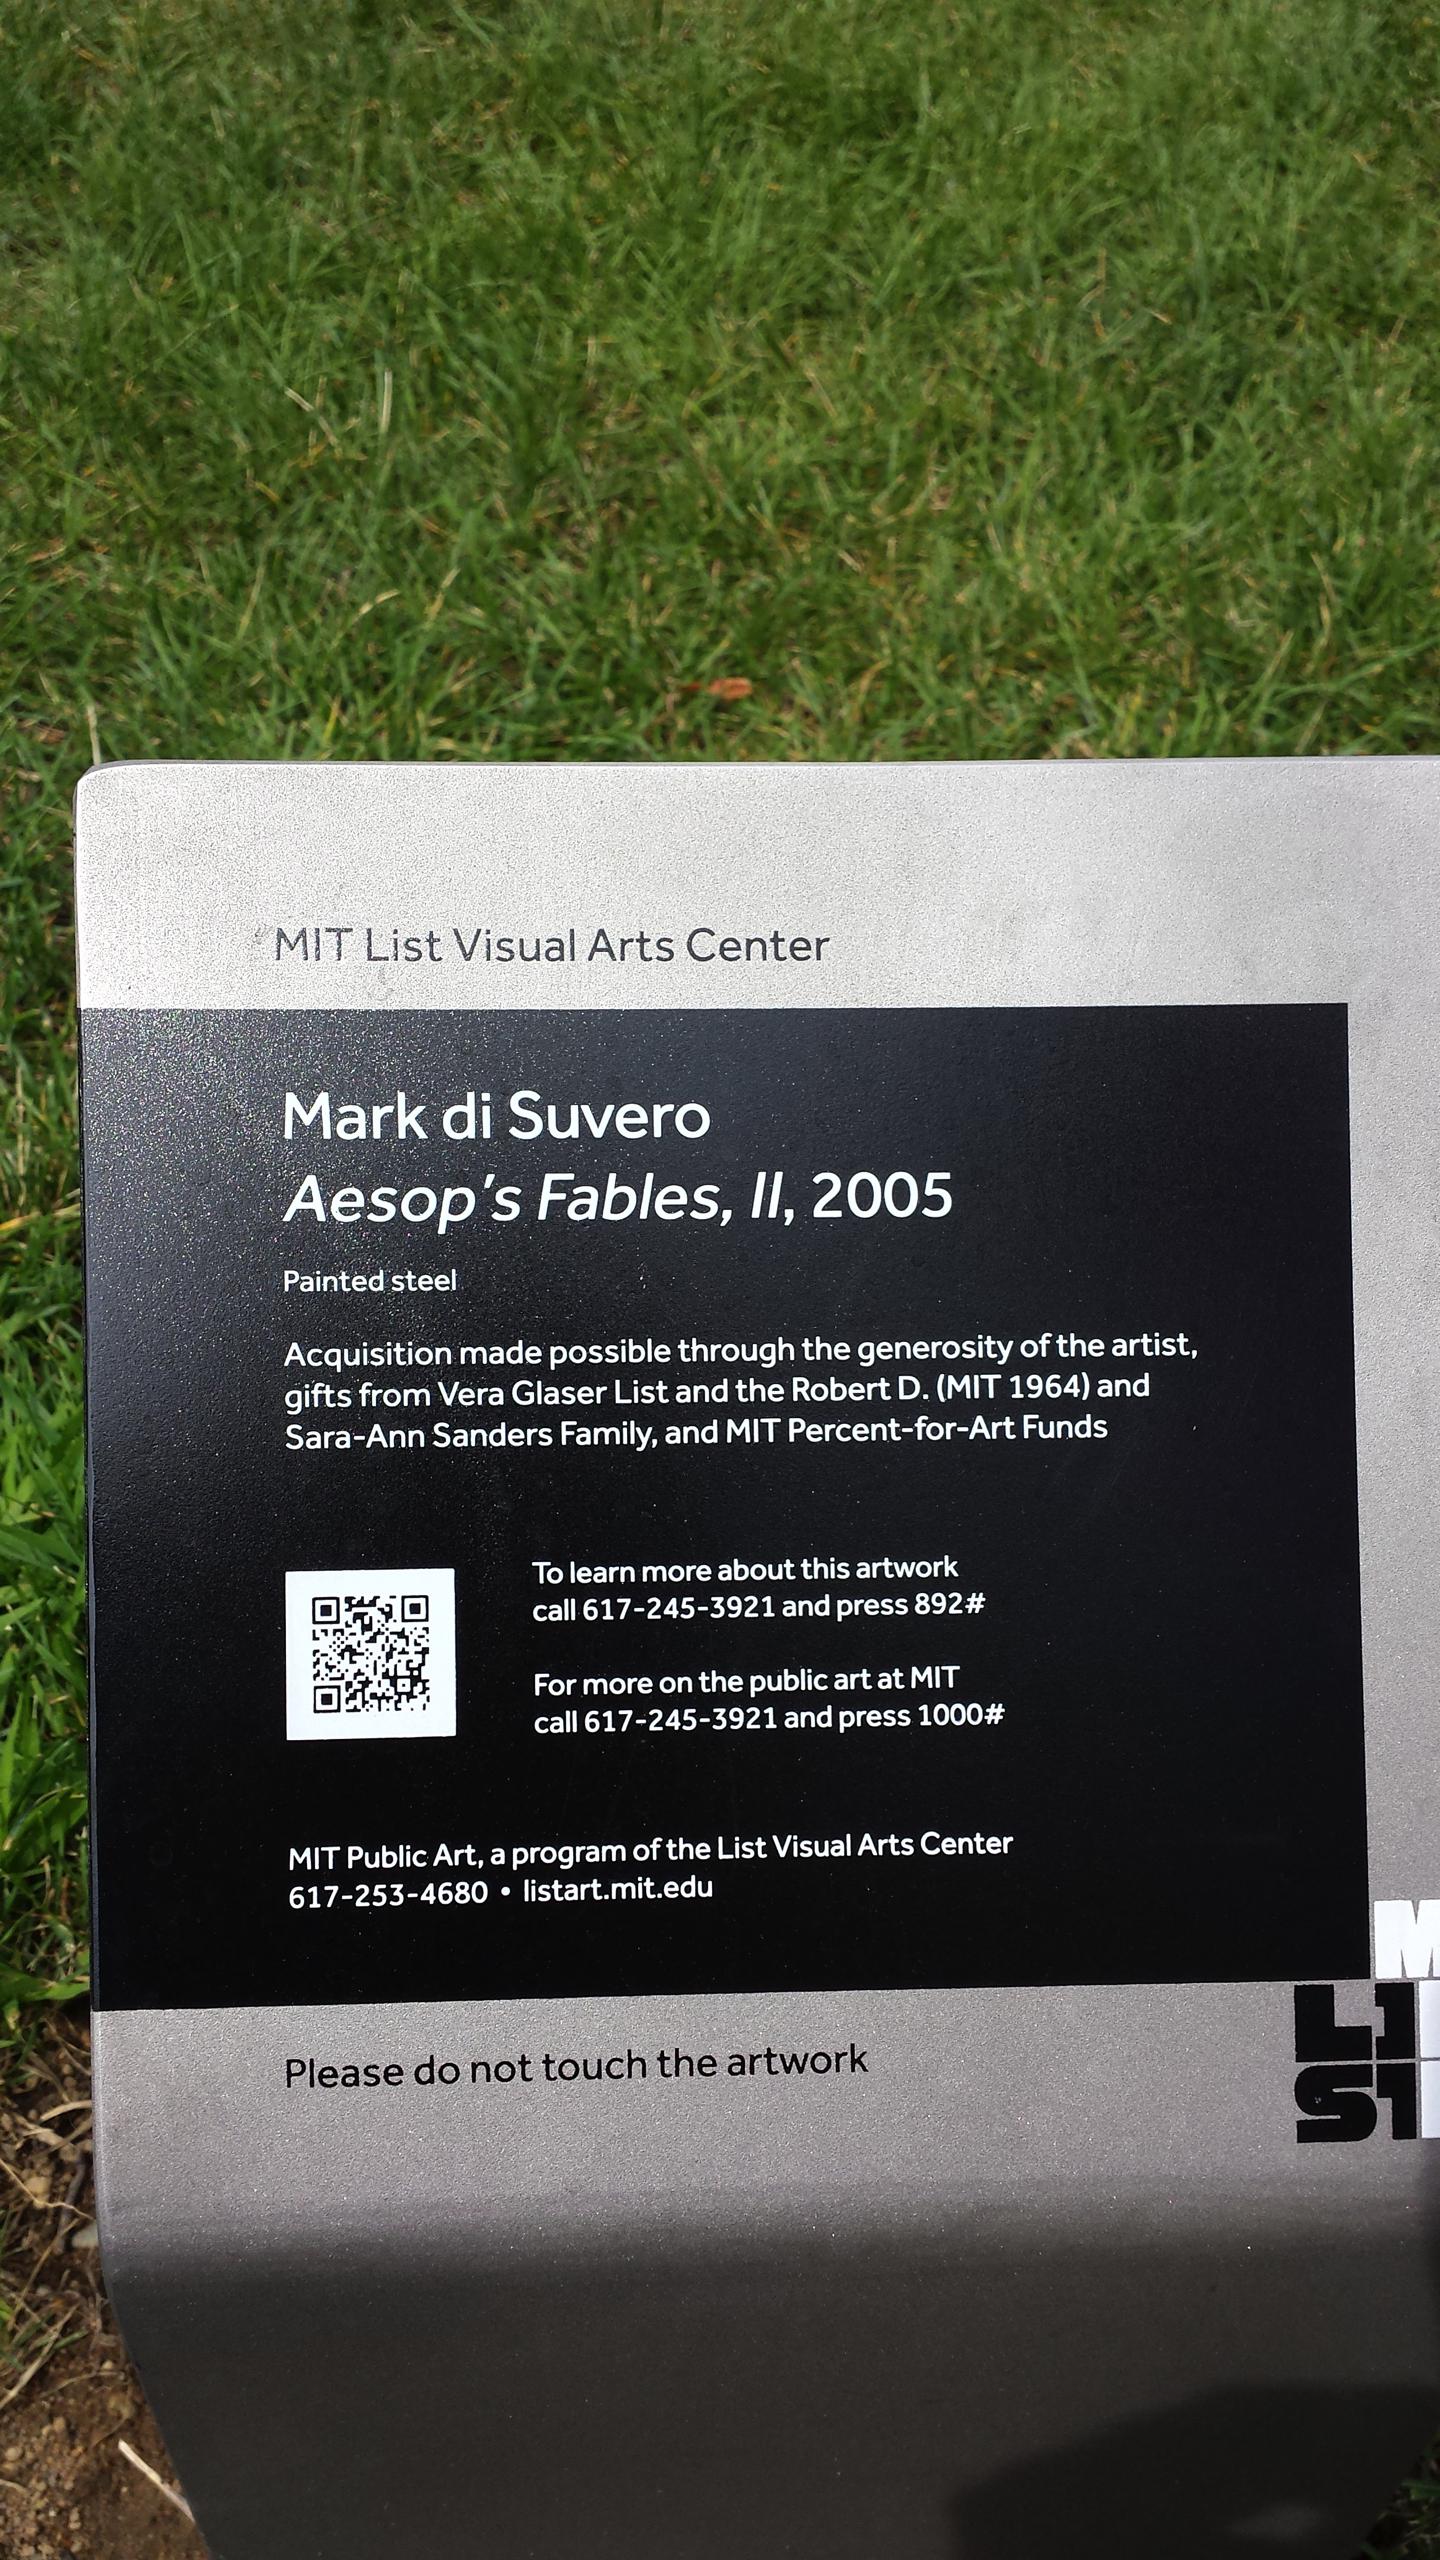 MIT List Visual Arts Center
Mark di Suvero
Aesop's Fables, II, 2005
Painted steel
Acquisition made possible through the generosity of the artist,
gifts from Vera Glaser List and the Robert D. (MIT 1964) and
Sara-Ann Sanders Family, and MIT Percent-for-Art Funds
To learn more about this artwork
call 617-245-3921 and press 892#
For more on the public art at MIT
call 617-245-3921 and press 1000#
MIT Public Art, a program of the List Visual Arts Center
617-253-4680 • listart.mit.edu
Please do not touch the artwork
LI
ST